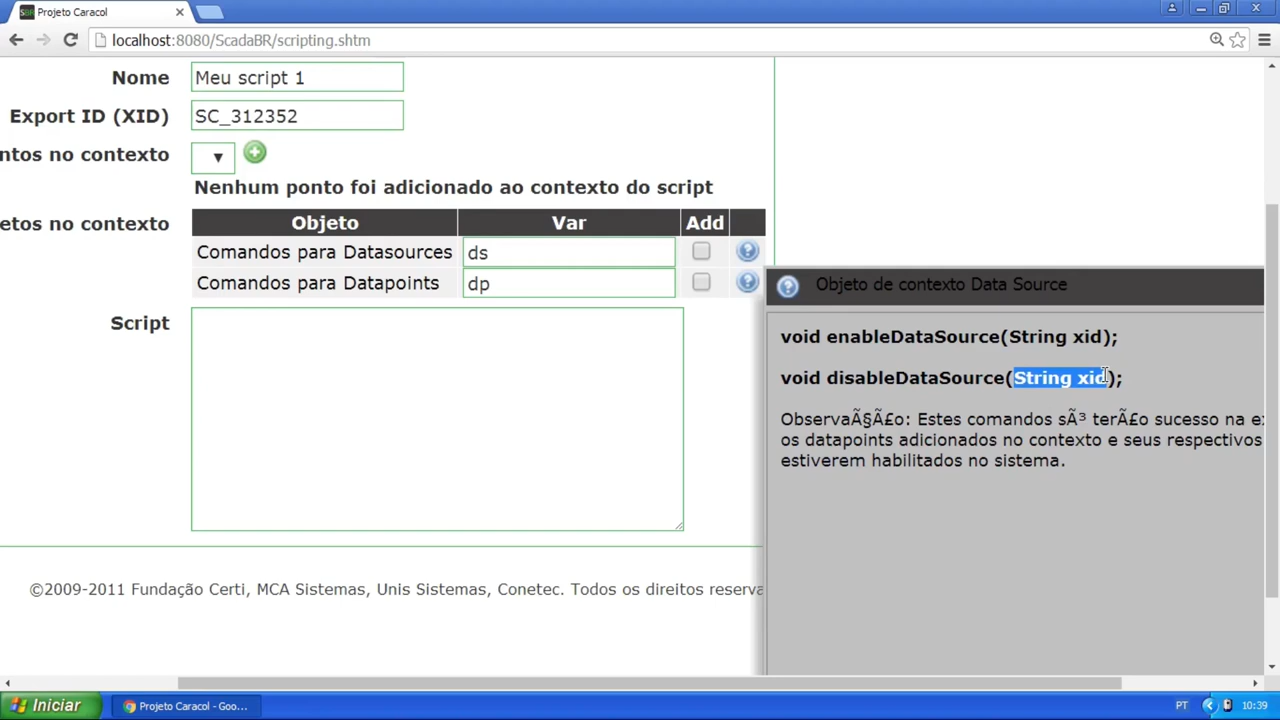 Projeto Caracol
localhost:8080/ScadaBR/scripting.shtm
Nome
Meu script 1
Export ID (XID)
SC_312352
ntos no contexto
Nenhum ponto foi adicionado ao contexto do script
etos no contexto
Objeto Var Add
Comandos para Datasources ds
Comandos para Datapoints dp
Script
Objeto de contexto Data Source
void enableDataSource(String xid);
void disableDataSource(String xid);
ObservaÃ§Ã£o: Estes comandos sÃ³ terÃ£o sucesso na e
os datapoints adicionados no contexto e seus respectivos
estiverem habilitados no sistema.
©2009-2011 Fundação Certi, MCA Sistemas, Unis Sistemas, Conetec. Todos os direitos reserva
Iniciar
Projeto Caracol - Goo...
PT
10:39